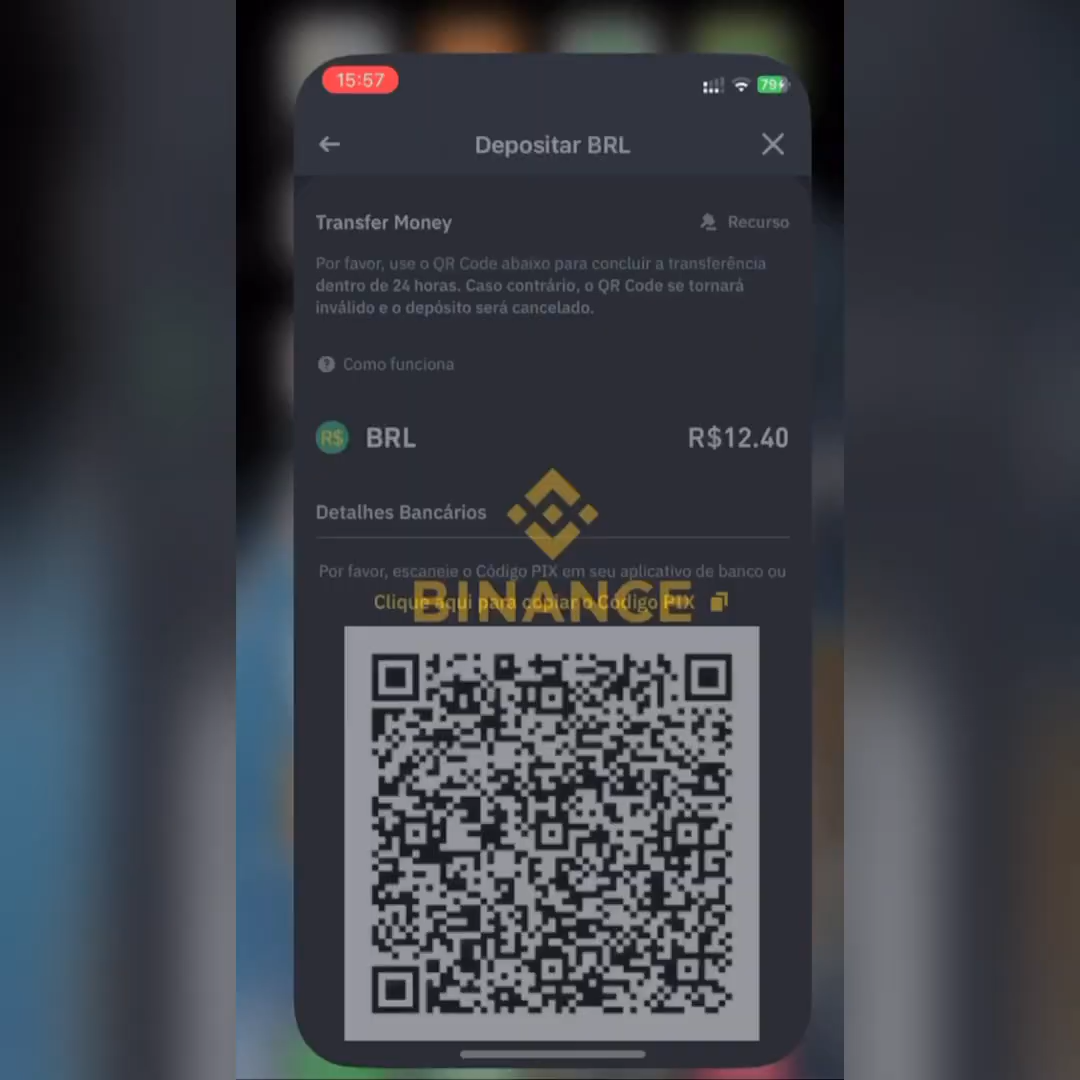 15:57
79
Depositar BRL
Transfer Money
Recurso
Por favor, use o QR Code abaixo para concluir a transferência
dentro de 24 horas. Caso contrário, o QR Code se tornará
inválido e o depósito será cancelado.
Como funciona
R$ BRL
R$12.40
Detalhes Bancários
Por favor, escaneie o Código PIX em seu aplicativo de banco ou
Clique aqui para copiar o Código PIX
BINANCE